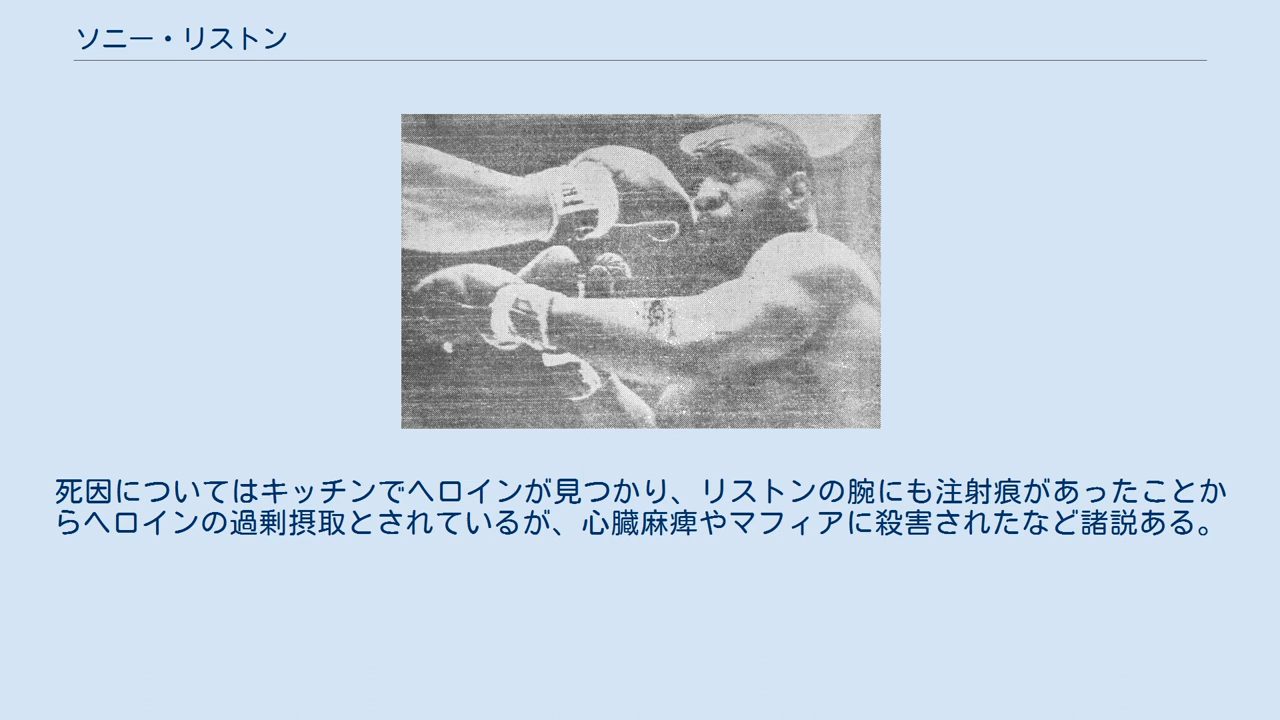 ソニー・リストン
死因についてはキッチンでヘロインが見つかり、リストンの腕にも注射痕があったことか
らヘロインの過剰摂取とされているが、心臓麻痺やマフィアに殺害されたなど諸説ある。